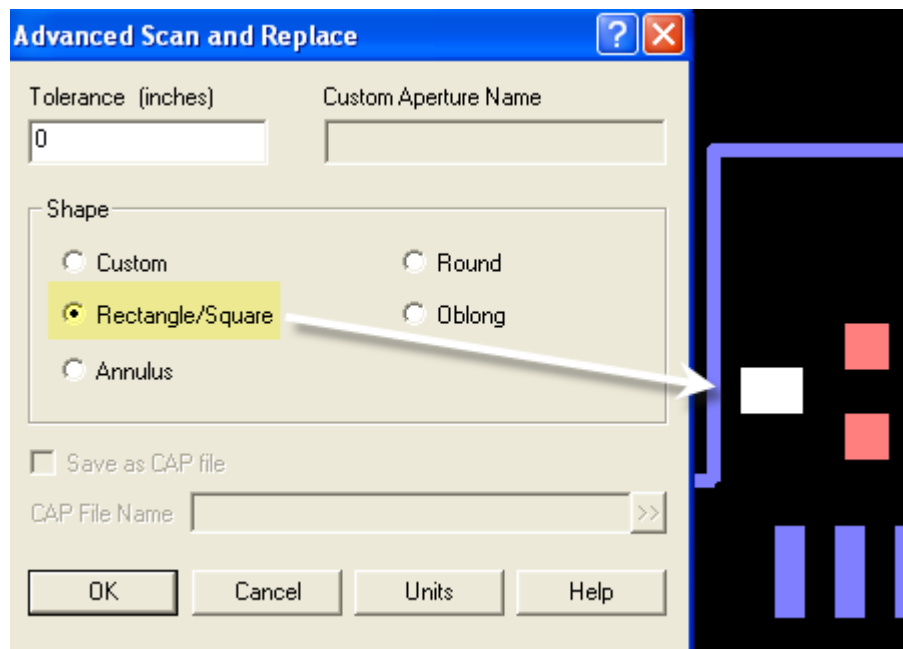 Advanced Scan and Replace
Tolerance (inches)
Custom Aperture Name
0
Shape
Custom
Round
Rectangle/Square
Oblong
Annulus
Save as CAP file
CAP File Name
>>
OK
Cancel
Units
Help